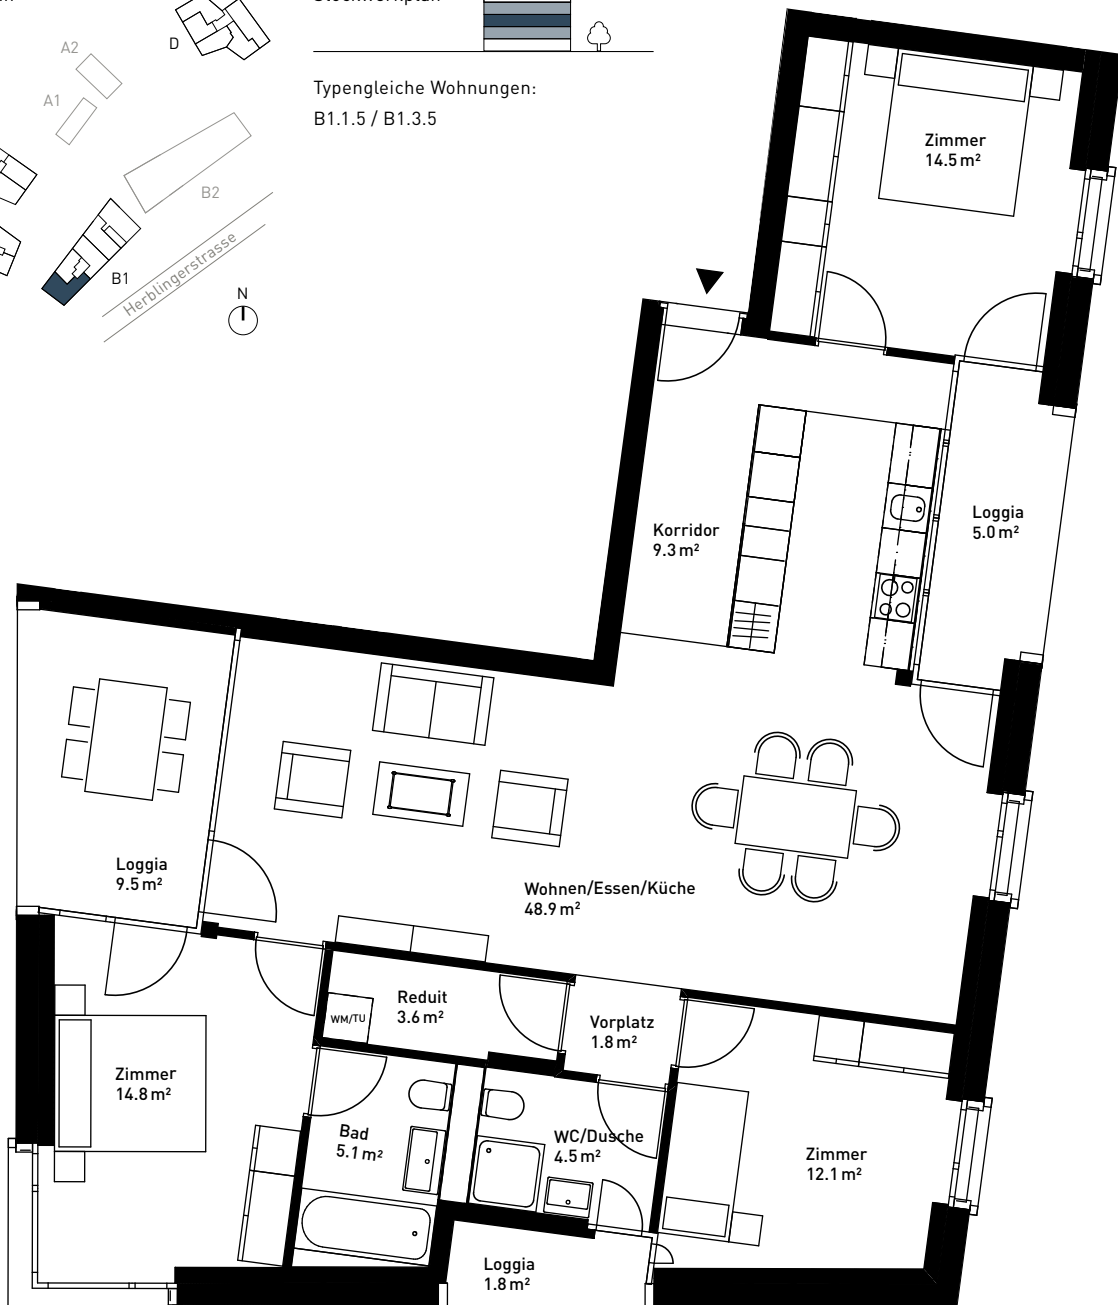 Stockwerkplan
D
A2
A1
Typengleiche Wohnungen:
B1.1.5 / B1.3.5
B2
B1
Herblingerstrasse
N
Zimmer
14.5 m²
Korridor
9.3 m²
Loggia
5.0 m²
Loggia
9.5 m²
Wohnen/Essen/Küche
48.9 m²
Reduit
3.6 m²
WM/TU
Vorplatz
1.8 m²
Zimmer
14.8 m²
Bad
5.1 m²
WC/Dusche
4.5 m²
Zimmer
12.1 m²
Loggia
1.8 m²